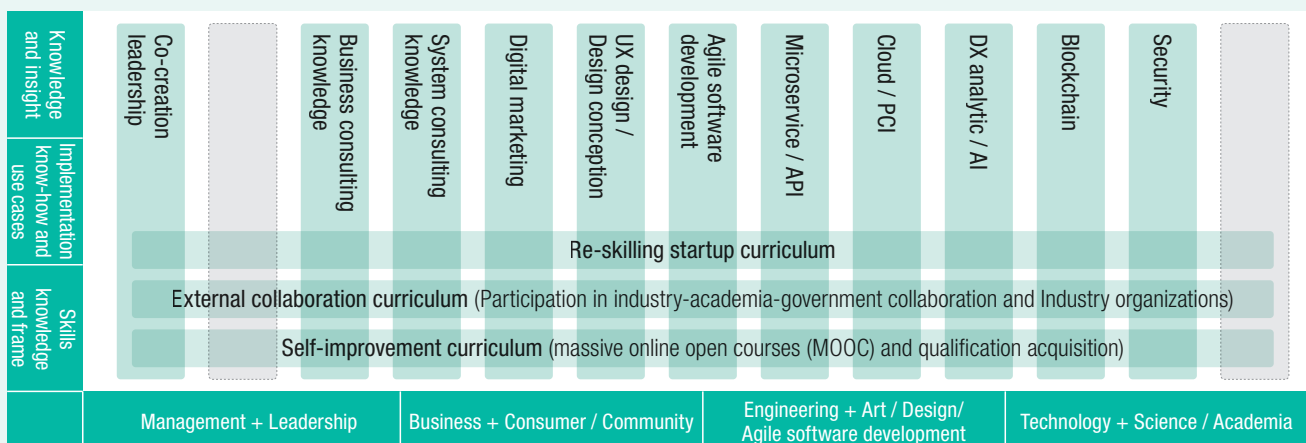 Knowledge
and insight
Implementation
know-how and
use cases
Skills
knowledge
and frame
Co-creation
leadership
Business consulting
knowledge
System consulting
knowledge
Digital marketing
UX design /
Design conception
Agile software
development
Microservice / API
Cloud / PCI
DX analytic / AI
Blockchain
Security
Re-skilling startup curriculum
External collaboration curriculum (Participation in industry-academia-government collaboration and Industry organizations)
Self-improvement curriculum (massive online open courses (MOOC) and qualification acquisition)
Management + Leadership
Business + Consumer / Community
Engineering + Art / Design/
Agile software development
Technology + Science / Academia